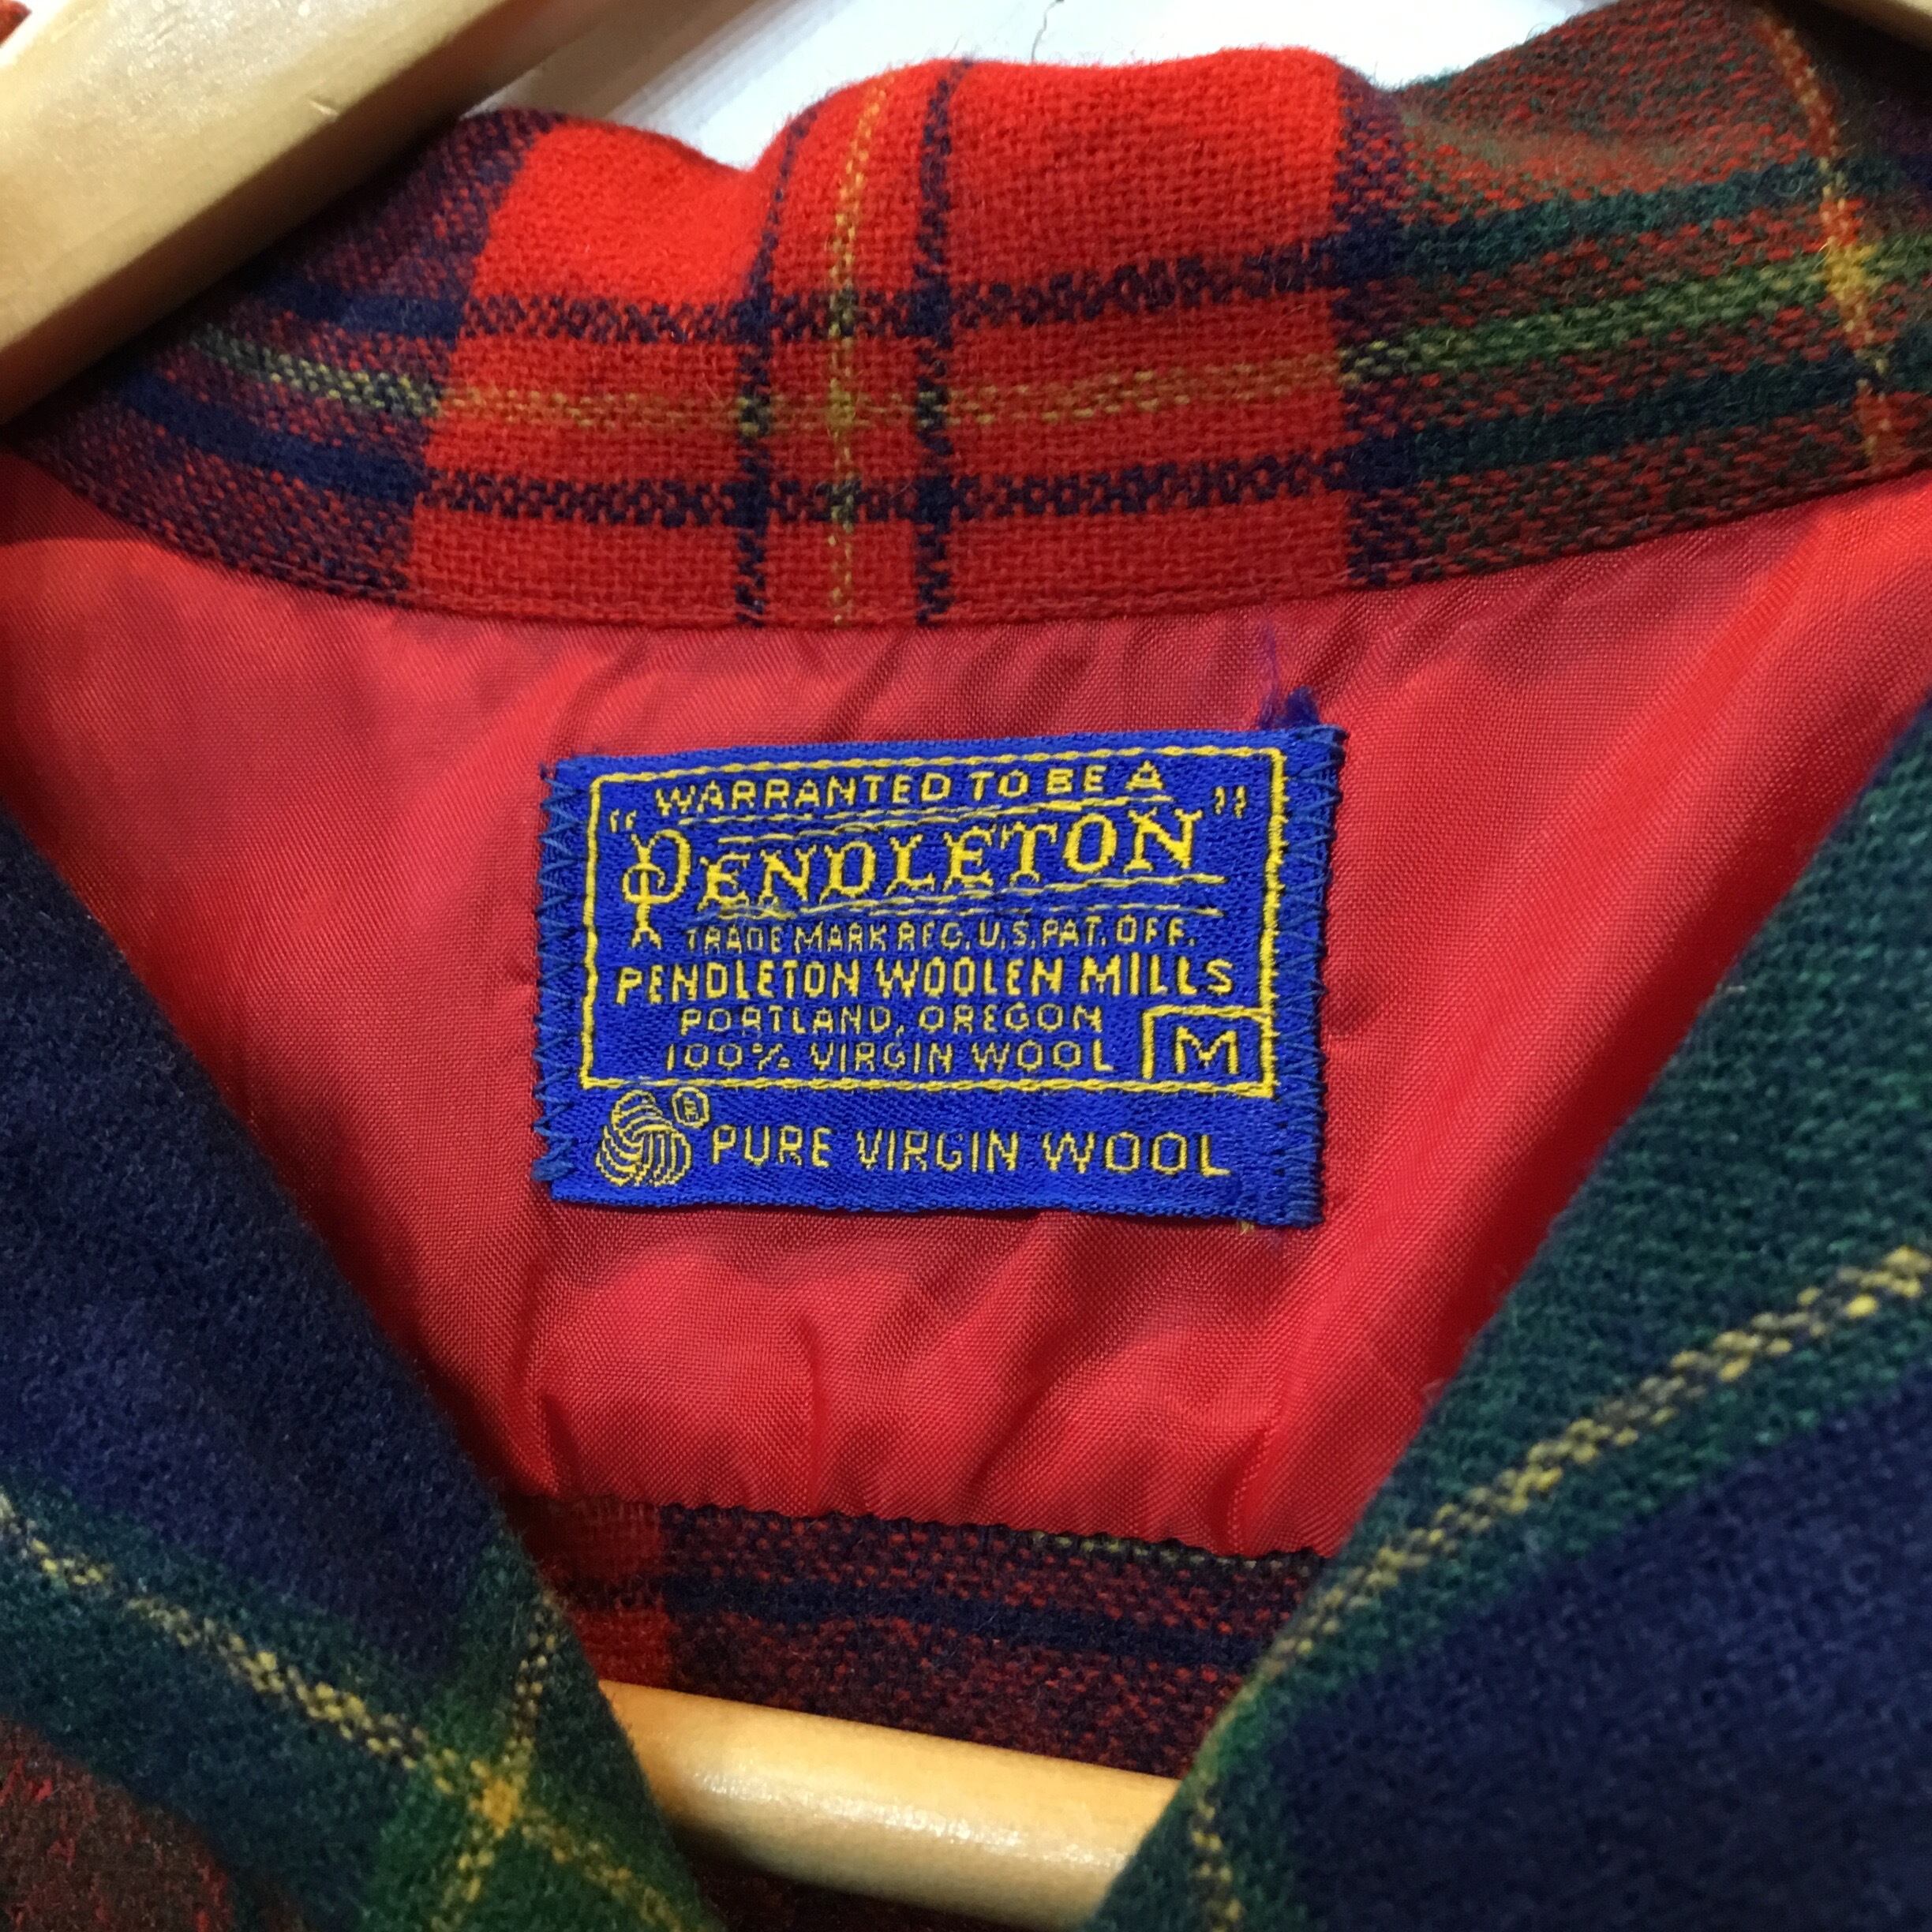 WARRANTED TO BE A
"PENDLETON"
TRADE MARK REG. U.S. PAT. OFF.
PENDLETON WOOLEN MILLS
PORTLAND, OREGON
100% VIRGIN WOOL M
® PURE VIRGIN WOOL